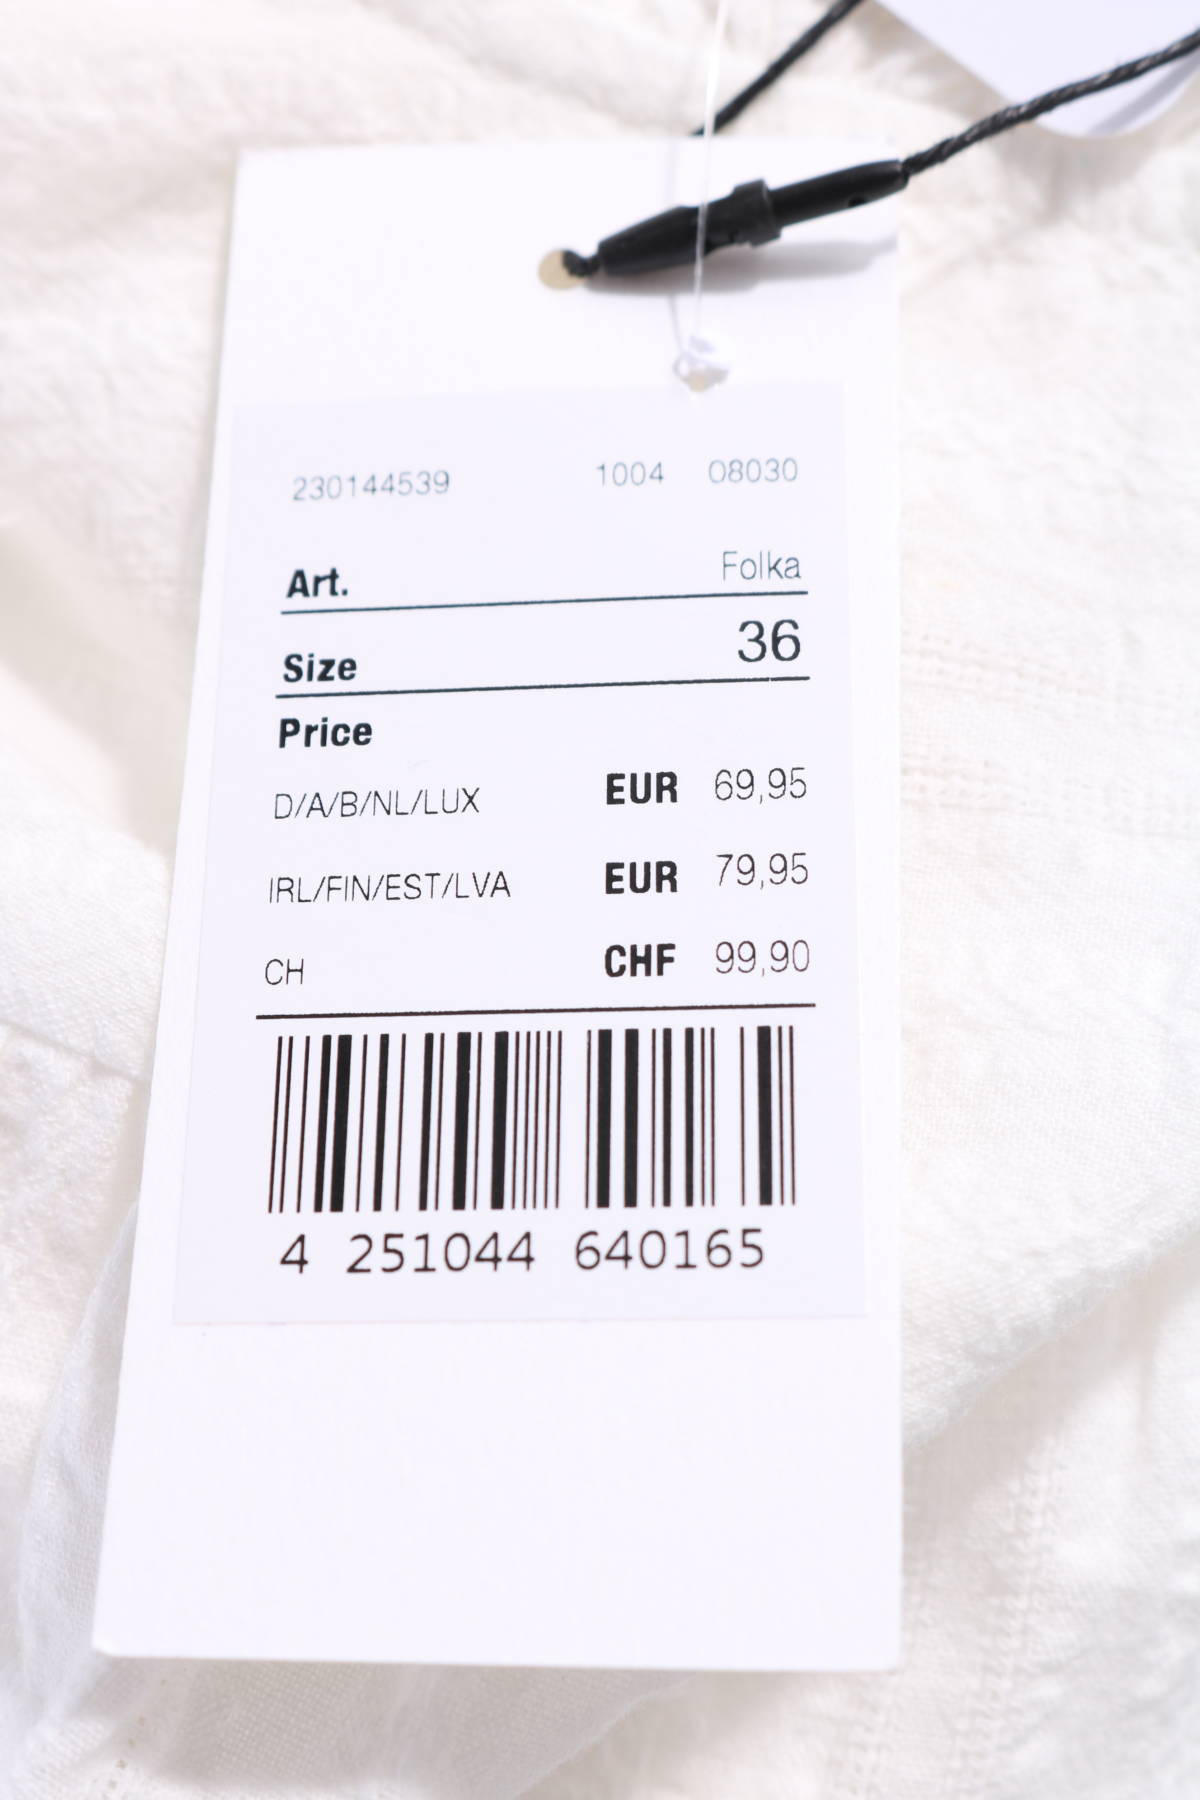 230144539 1004 08030
Art. Folka
Size 36
Price
D/A/B/NL/LUX EUR 69,95
IRL/FIN/EST/LVA EUR 79,95
CH CHF 99,90
4 251044 640165